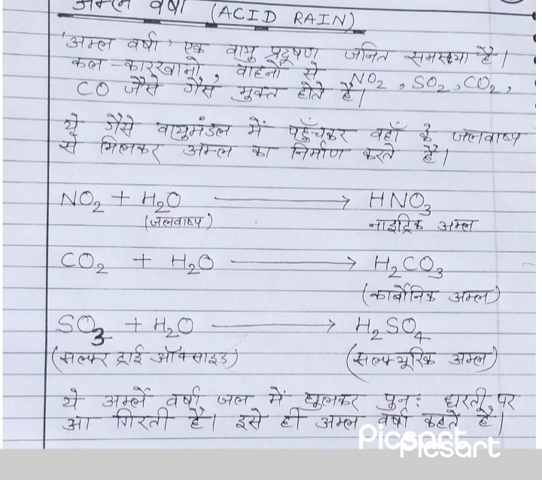 अम्ल वर्षा (ACID RAIN)
'अम्ल वर्षा' एक वायु प्रदूषण जनित समस्या है।
कल-कारखानो, वाहनो से NO2, SO2, CO2,
CO जैसे गैस मुक्त होते है।
ये गैसे वायुमंडल में पहुँचकर वहाँ के जलवाष्प
से मिलकर अम्ल का निर्माण करते है।
NO2 + H2O ⟶ HNO3
(जलवाष्प) नाइट्रिक अम्ल
CO2 + H2O ⟶ H2CO3
(कार्बोनिक अम्ल)
SO3 + H2O ⟶ H2SO4
(सल्फर ट्राई ऑक्साइड) (सल्फ्यूरिक अम्ल)
ये अम्लें वर्षा जल में घुलकर पुनः धरती पर
आ गिरती है। इसे ही अम्ल वर्षा कहते है।
Picsart
Picsart